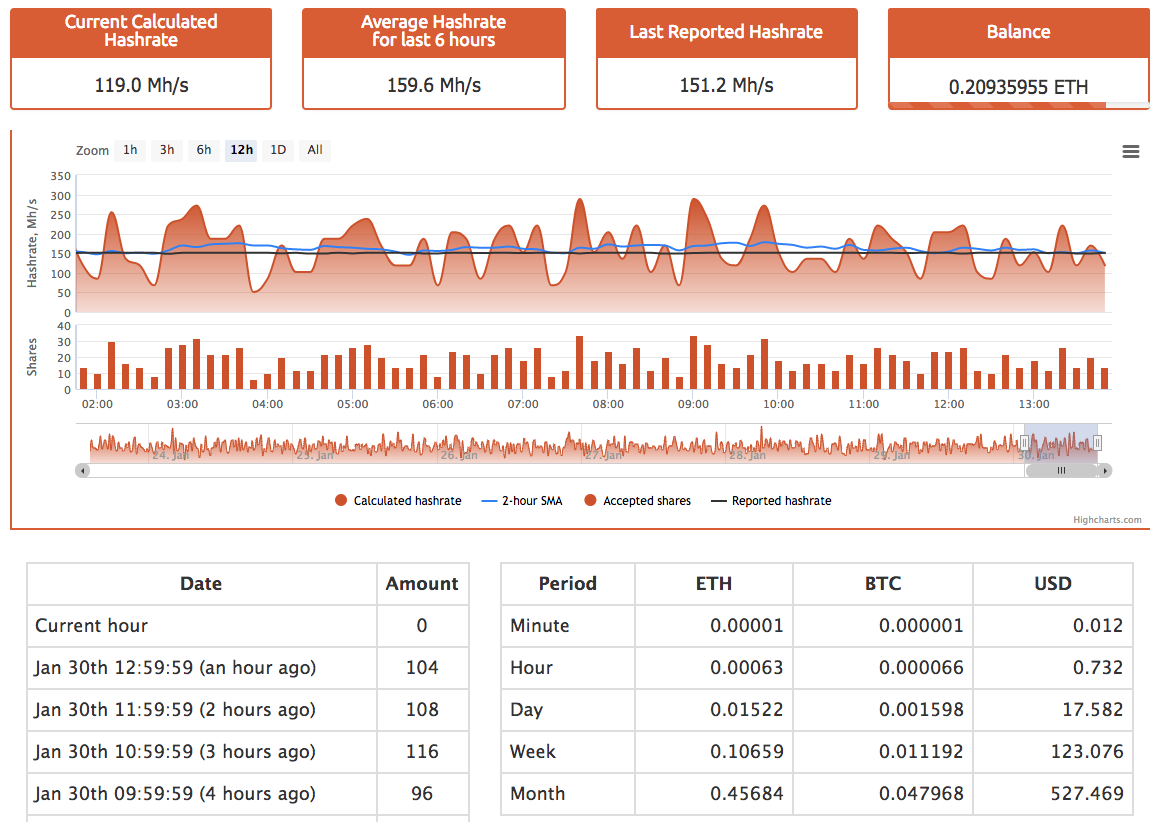 Current Calculated
Hashrate
119.0 Mh/s
Average Hashrate
for last 6 hours
159.6 Mh/s
Last Reported Hashrate
151.2 Mh/s
Balance
0.20935955 ETH
Zoom 1h 3h 6h 12h 1D All
Hashrate, Mh/s
350
300
250
200
150
100
50
0
Shares
40
30
20
10
0
02:00 03:00 04:00 05:00 06:00 07:00 08:00 09:00 10:00 11:00 12:00 13:00
24. Jan 25. Jan 26. Jan 27. Jan 28. Jan 29. Jan 30. Jan
Calculated hashrate 2-hour SMA Accepted shares Reported hashrate
Highcharts.com
Date Amount
Current hour 0
Jan 30th 12:59:59 (an hour ago) 104
Jan 30th 11:59:59 (2 hours ago) 108
Jan 30th 10:59:59 (3 hours ago) 116
Jan 30th 09:59:59 (4 hours ago) 96
Period ETH BTC USD
Minute 0.00001 0.000001 0.012
Hour 0.00063 0.000066 0.732
Day 0.01522 0.001598 17.582
Week 0.10659 0.011192 123.076
Month 0.45684 0.047968 527.469